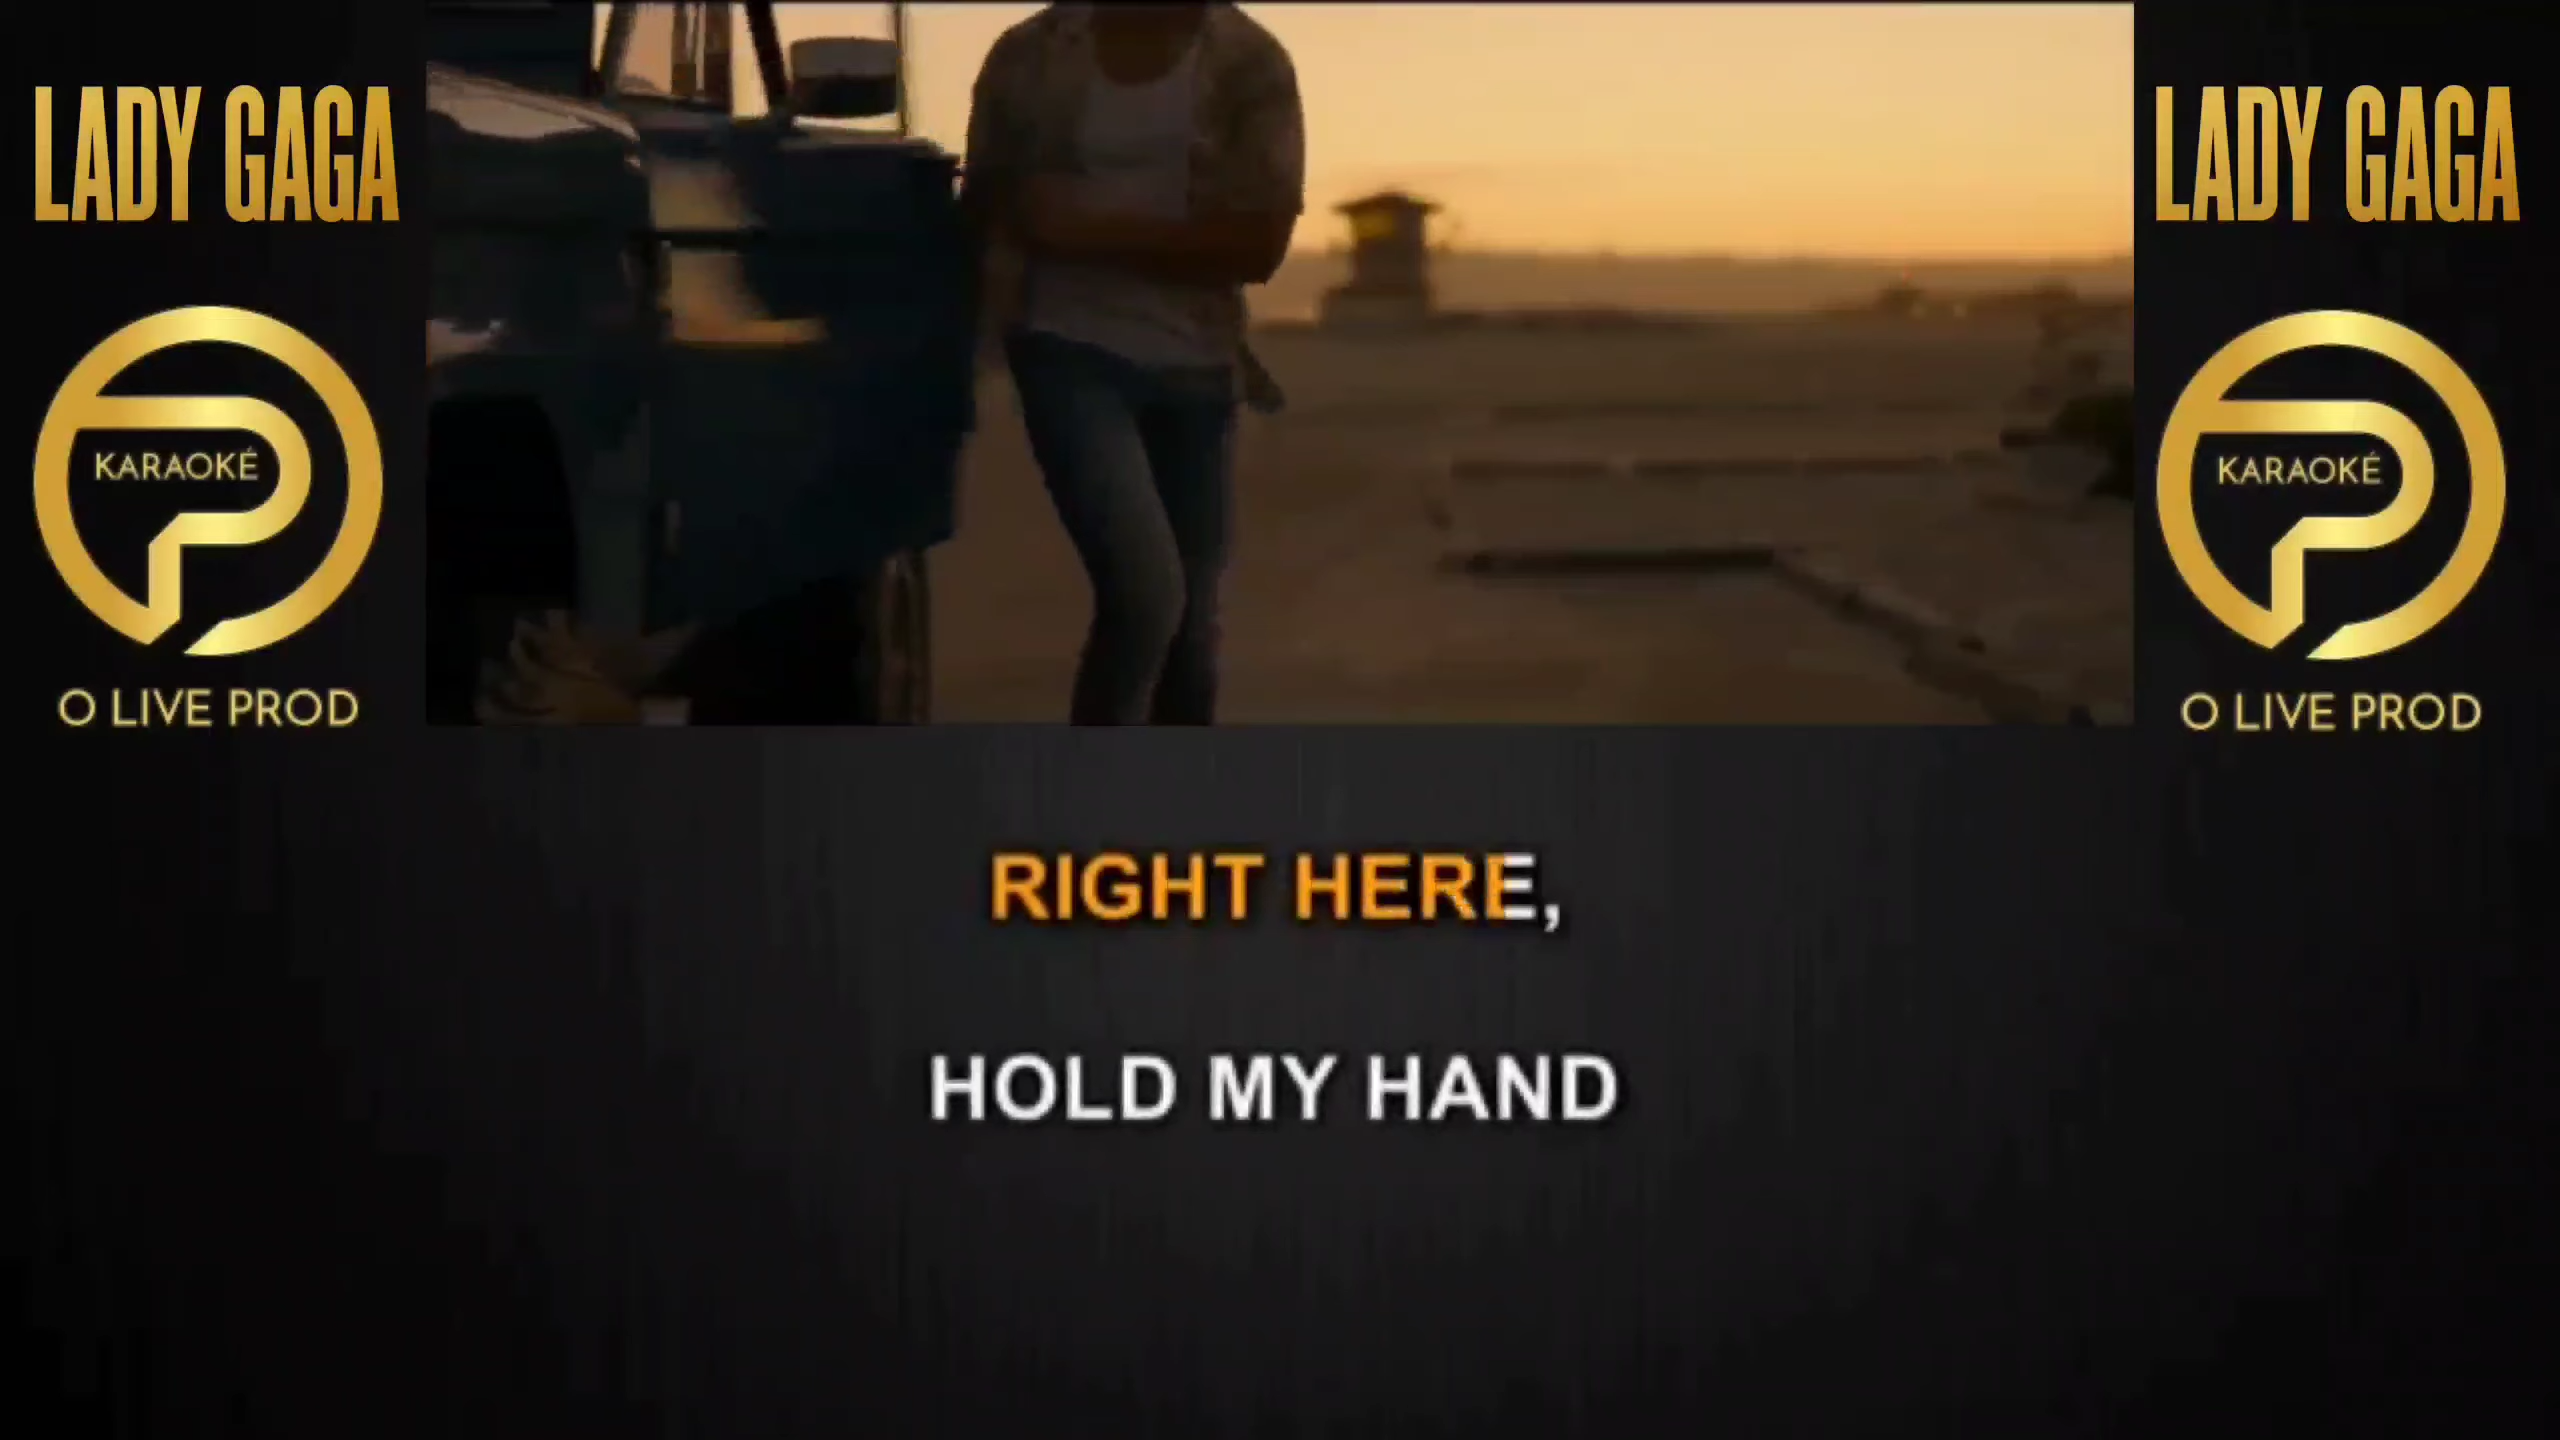 LADY GAGA
LADY GAGA
KARAOKÉ
O LIVE PROD
KARAOKÉ
O LIVE PROD
RIGHT HERE,
HOLD MY HAND